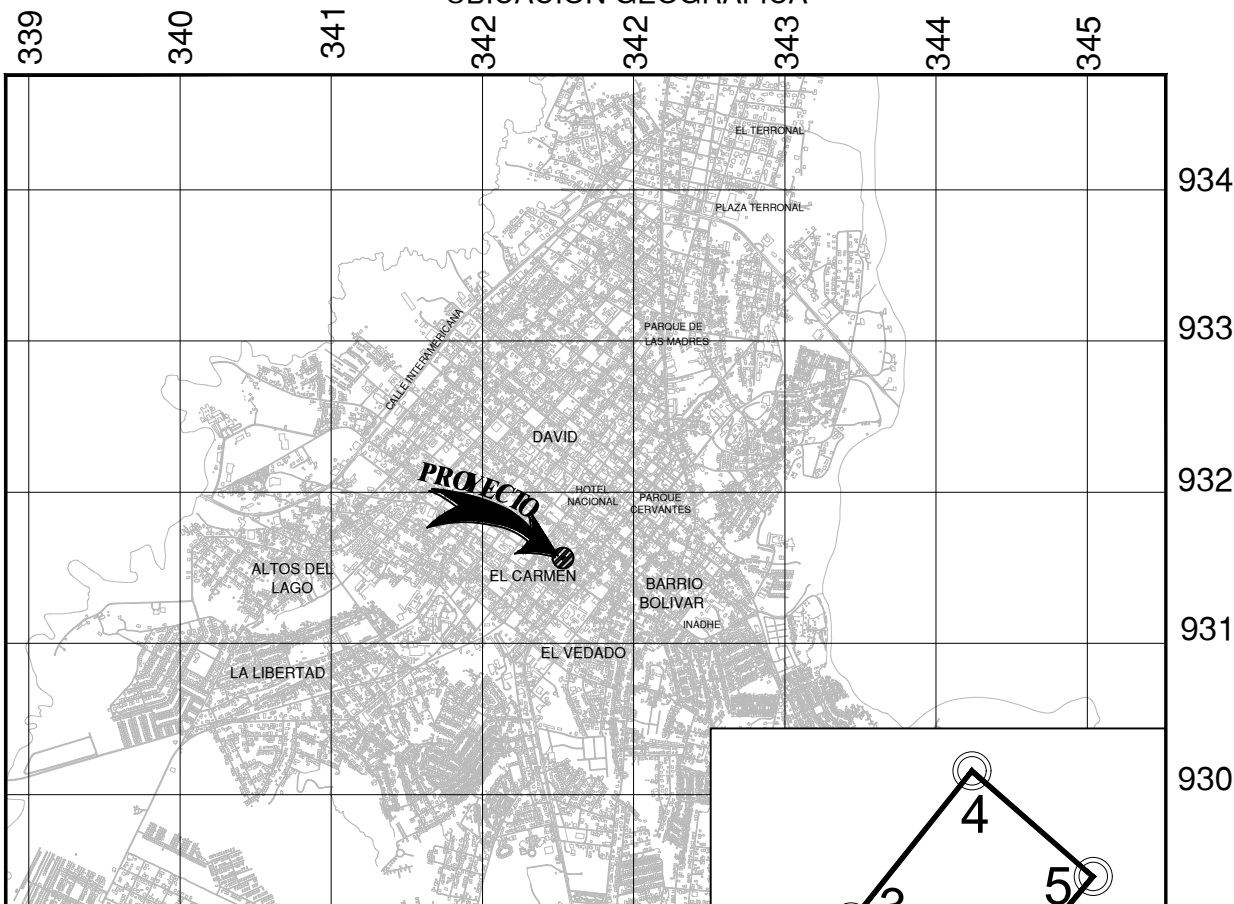 UBICACIÓN GEOGRÁFICA
339 340 341 342 342 343 344 345
EL TERRONAL
934
PLAZA TERRONAL
CALLE INTERAMERICANA
PARQUE DE
LAS MADRES
933
DAVID
PROYECTO
HOTEL
NACIONAL
PARQUE
CERVANTES
932
ALTOS DEL
LAGO
EL CARMEN
BARRIO
BOLIVAR
INADHE
931
EL VEDADO
LA LIBERTAD
930
4
5
3